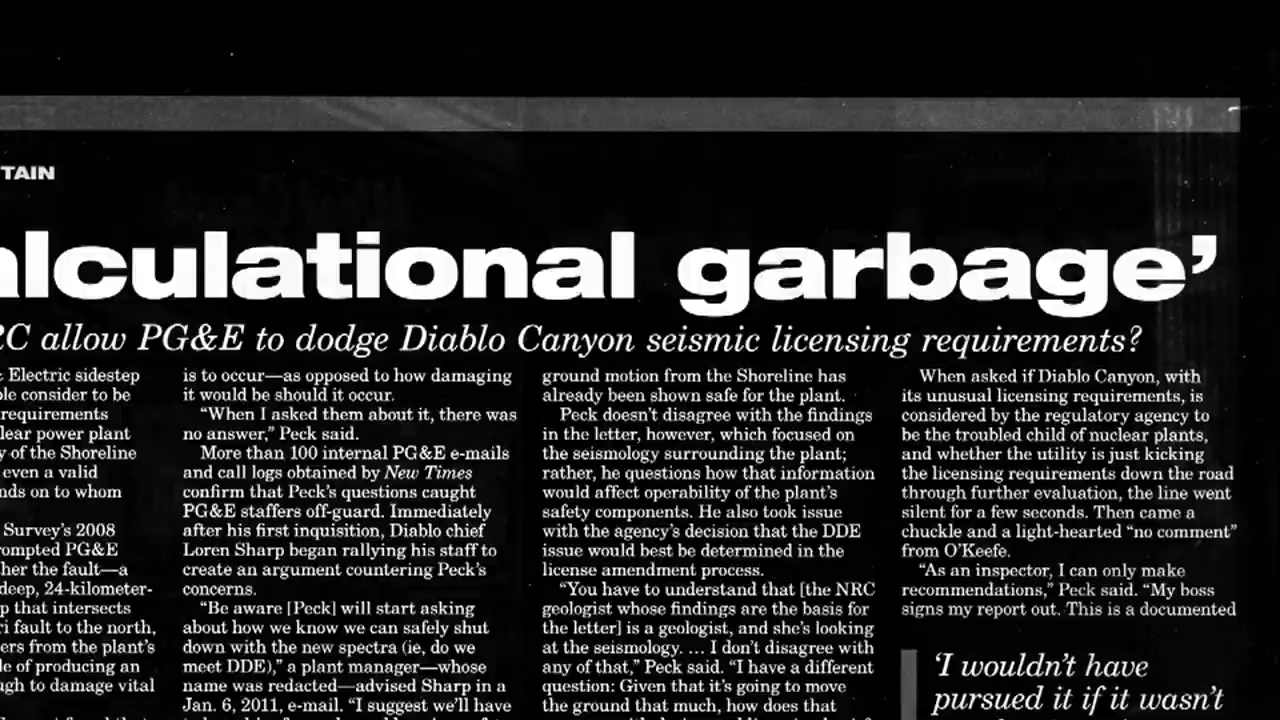 TAIN
alculational garbage’
RC allow PG&E to dodge Diablo Canyon seismic licensing requirements?
Electric sidestep
consider to be
requirements
power plant
of the Shoreline
even a valid
on to whom
Survey’s 2008
prompted PG&E
the fault—a
deep, 24-kilometer-
that intersects
fault to the north,
from the plant’s
of producing an
to damage vital
is to occur—as opposed to how damaging
it would be should it occur.
“When I asked them about it, there was
no answer,” Peck said.
More than 100 internal PG&E e-mails
and call logs obtained by New Times
confirm that Peck’s questions caught
PG&E staffers off-guard. Immediately
after his first inquisition, Diablo chief
Loren Sharp began rallying his staff to
create an argument countering Peck’s
concerns.
“Be aware [Peck] will start asking
about how we know we can safely shut
down with the new spectra (ie, do we
meet DDE),” a plant manager—whose
name was redacted—advised Sharp in a
Jan. 6, 2011, e-mail. “I suggest we’ll have
ground motion from the Shoreline has
already been shown safe for the plant.
Peck doesn’t disagree with the findings
in the letter, however, which focused on
the seismology surrounding the plant;
rather, he questions how that information
would affect operability of the plant’s
safety components. He also took issue
with the agency’s decision that the DDE
issue would best be determined in the
license amendment process.
“You have to understand that [the NRC
geologist whose findings are the basis for
the letter] is a geologist, and she’s looking
at the seismology. … I don’t disagree with
any of that,” Peck said. “I have a different
question: Given that it’s going to move
the ground that much, how does that
When asked if Diablo Canyon, with
its unusual licensing requirements, is
considered by the regulatory agency to
be the troubled child of nuclear plants,
and whether the utility is just kicking
the licensing requirements down the road
through further evaluation, the line went
silent for a few seconds. Then came a
chuckle and a light-hearted “no comment”
from O’Keefe.
“As an inspector, I can only make
recommendations,” Peck said. “My boss
signs my report out. This is a documented
‘I wouldn’t have
pursued it if it wasn’t